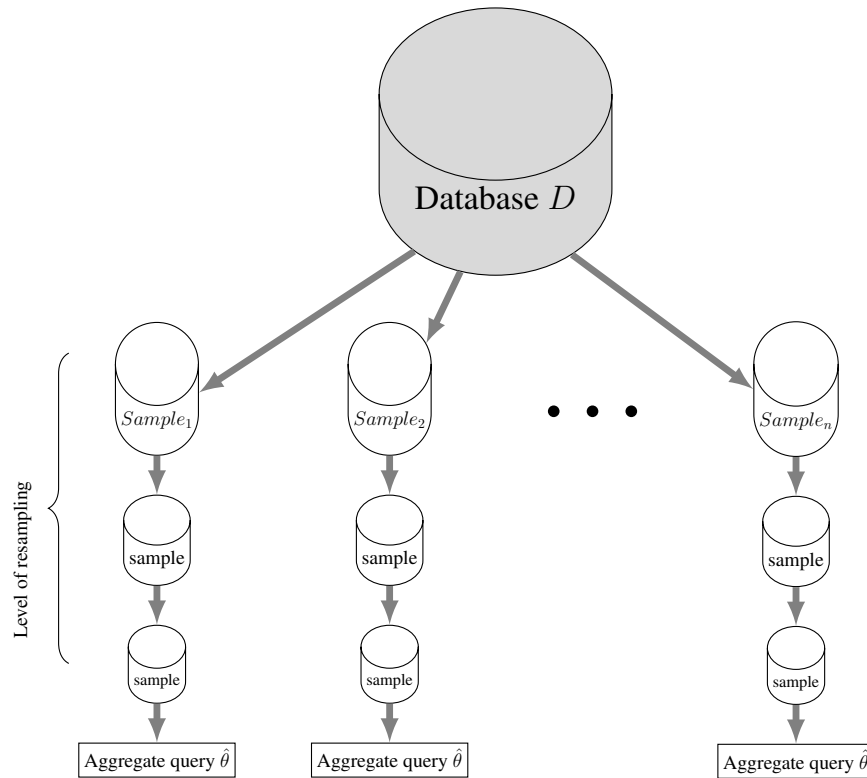 Database D
Sample₁
Sample₂
Sampleₙ
Level of resampling
sample
sample
sample
sample
sample
sample
Aggregate query θ̂
Aggregate query θ̂
Aggregate query θ̂